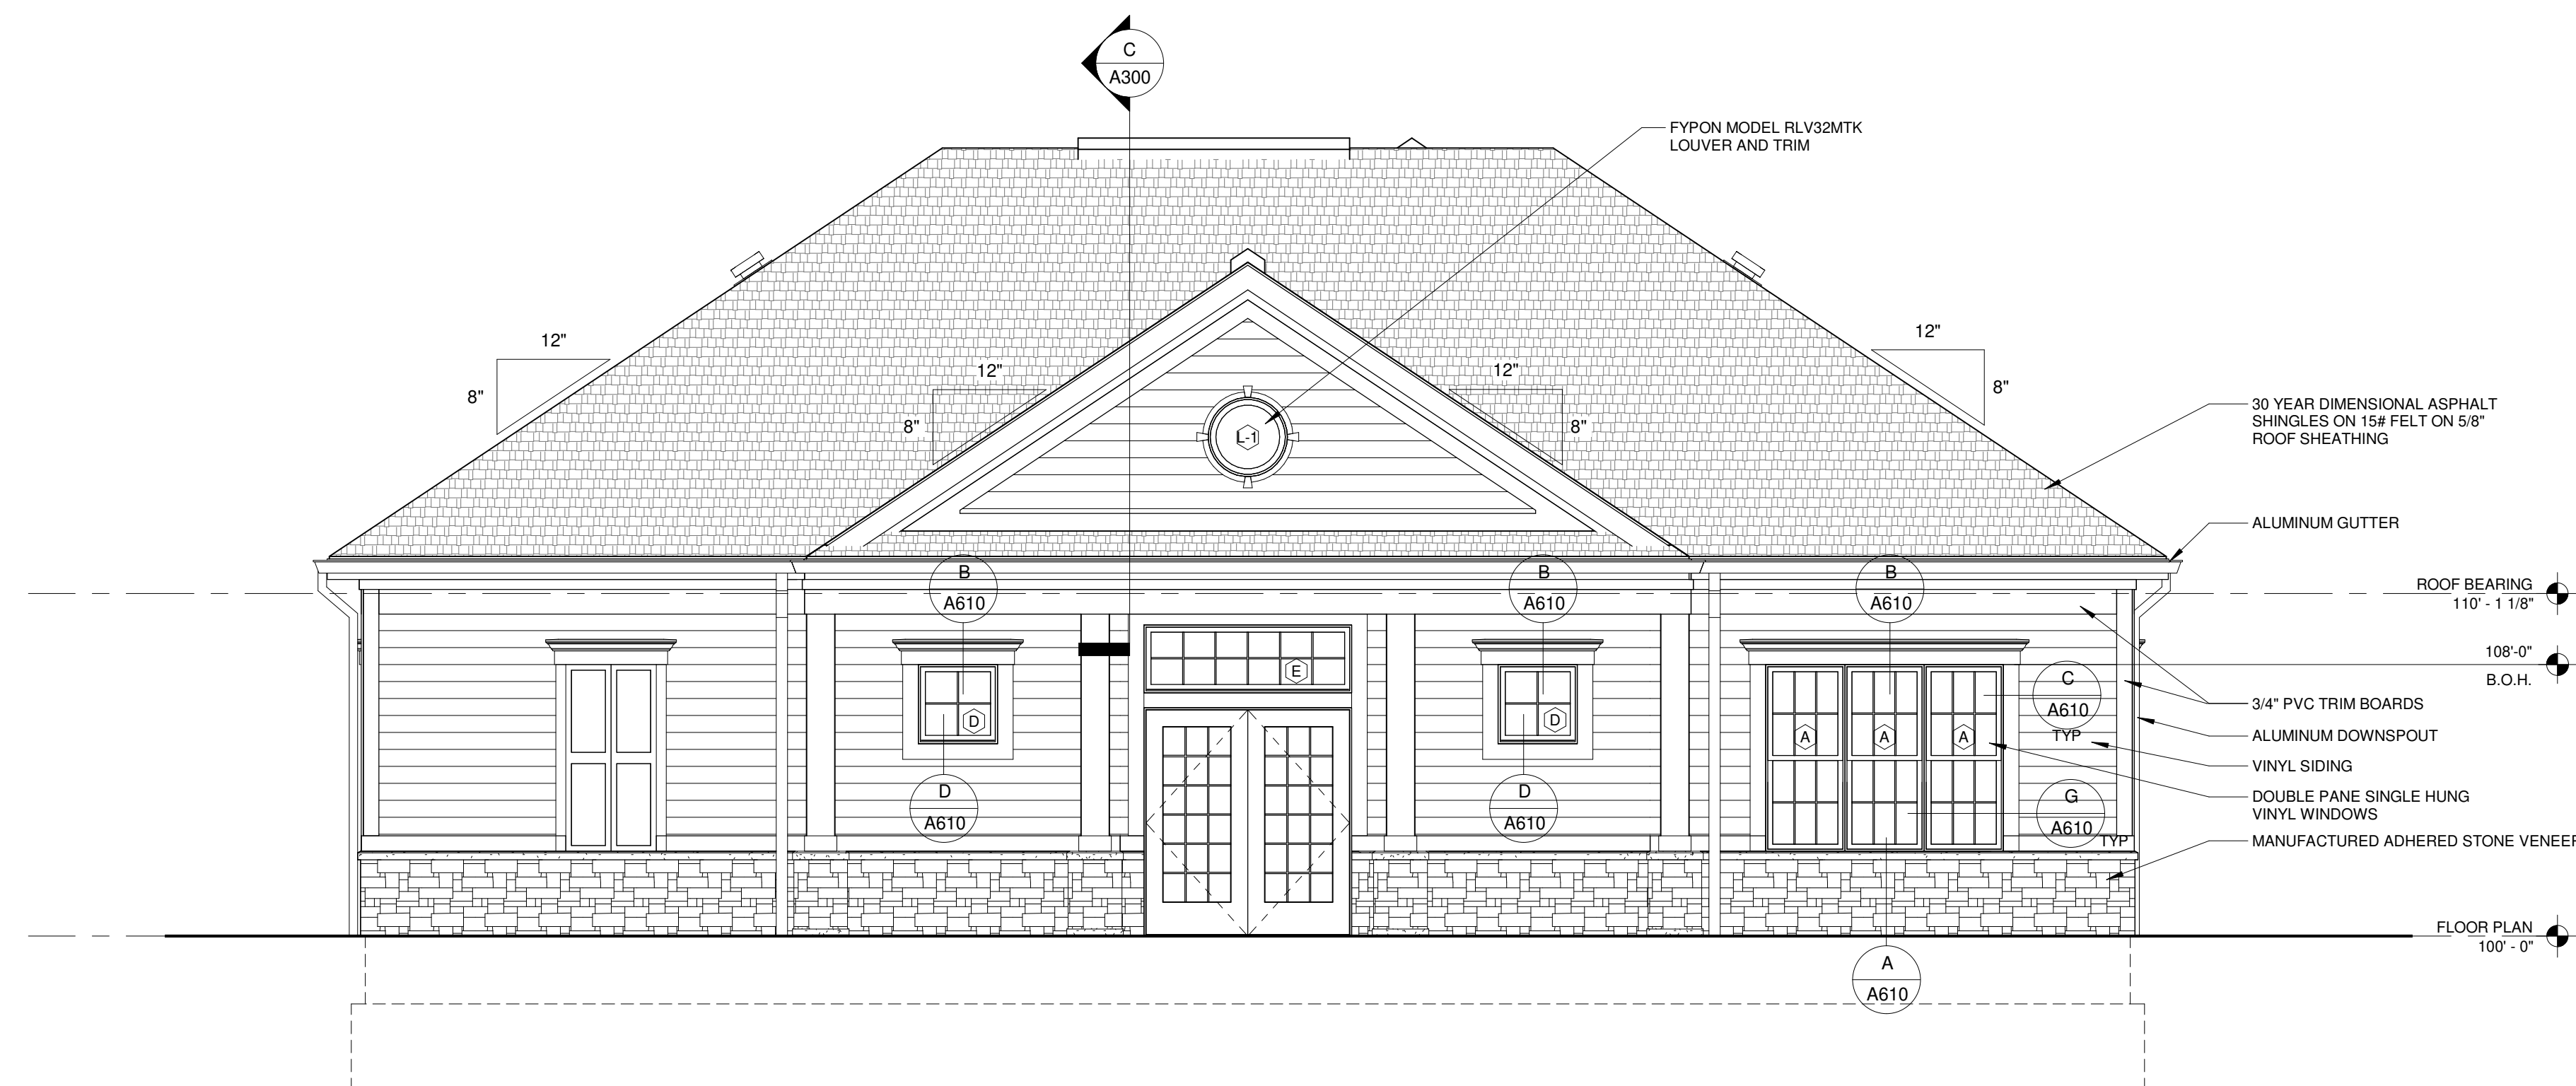 C
A300
FYPON MODEL RLV32MTK
LOUVER AND TRIM
12"
8"
12"
8"
12"
8"
12"
8"
L-1
30 YEAR DIMENSIONAL ASPHALT
SHINGLES ON 15# FELT ON 5/8"
ROOF SHEATHING
ALUMINUM GUTTER
B
A610
B
A610
B
A610
ROOF BEARING
110' - 1 1/8"
108'-0"
B.O.H.
E
D
D
C
A610
3/4" PVC TRIM BOARDS
A
A
A
TYP
ALUMINUM DOWNSPOUT
VINYL SIDING
D
A610
D
A610
G
A610
DOUBLE PANE SINGLE HUNG
VINYL WINDOWS
TYP
MANUFACTURED ADHERED STONE VENEER
FLOOR PLAN
100' - 0"
A
A610